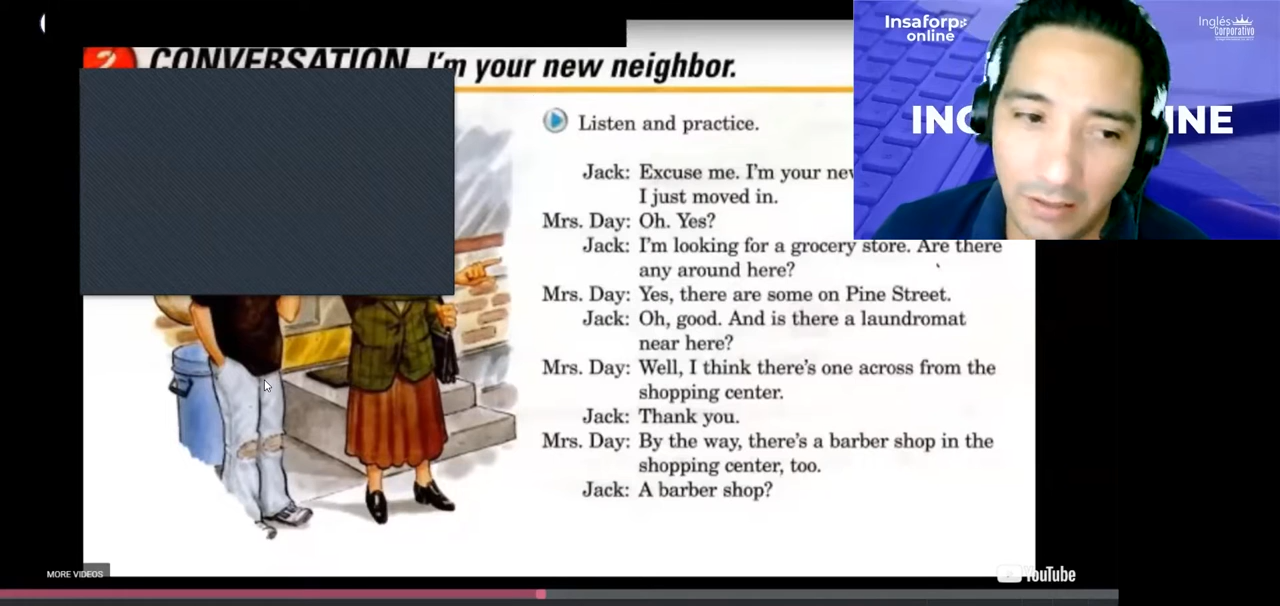 2 CONVERSATION I'm your new neighbor.
Insaforp
online
Inglés
Corporativo
Listen and practice.
Jack: Excuse me. I'm your
I just moved in.
Mrs. Day: Oh. Yes?
Jack: I'm looking for a grocery store. Are there
any around here?
Mrs. Day: Yes, there are some on Pine Street.
Jack: Oh, good. And is there a laundromat
near here?
Mrs. Day: Well, I think there's one across from the
shopping center.
Jack: Thank you.
Mrs. Day: By the way, there's a barber shop in the
shopping center, too.
Jack: A barber shop?
MORE VIDEOS
YouTube